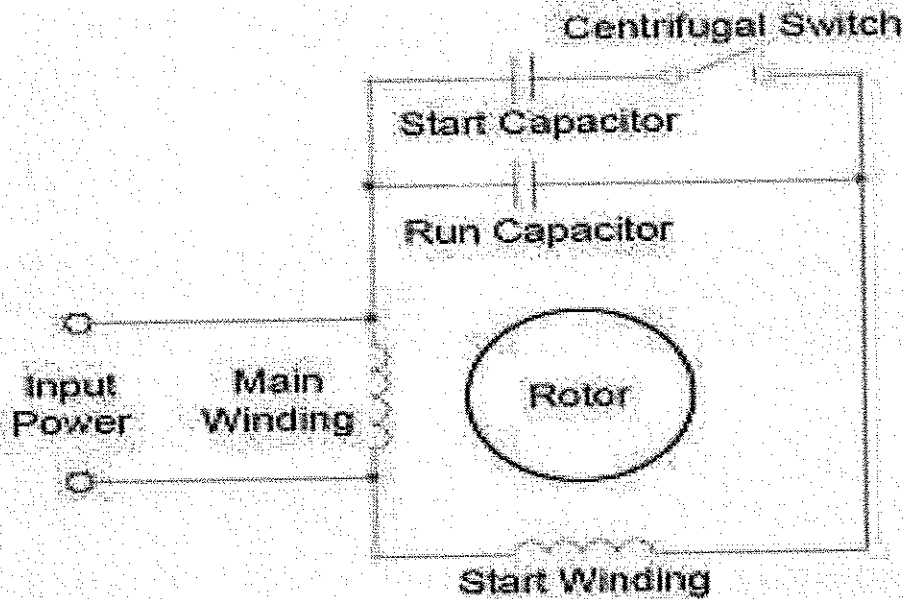 Centrifugal Switch
Start Capacitor
Run Capacitor
Input
Power
Main
Winding
Rotor
Start Winding